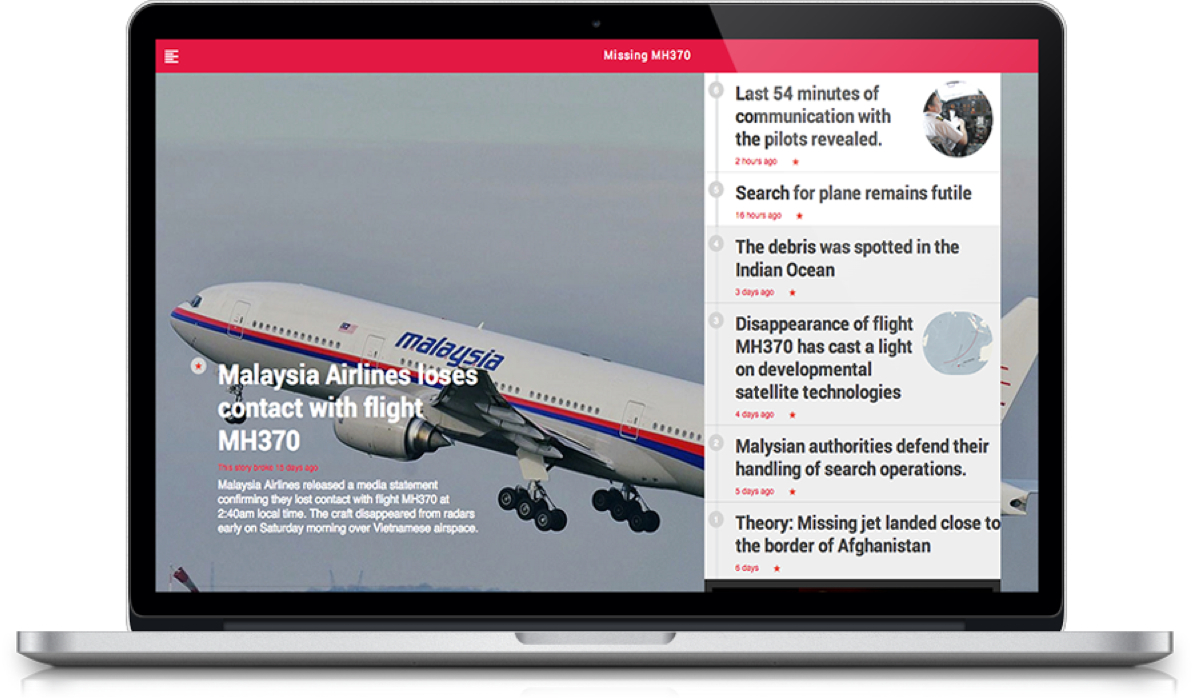 Missing MH370
malaysia
Malaysia Airlines loses
contact with flight
MH370
This story broke 15 days ago
Malaysia Airlines released a media statement
confirming they lost contact with flight MH370 at
2:40am local time. The craft disappeared from radars
early on Saturday morning over Vietnamese airspace.
6
Last 54 minutes of
communication with
the pilots revealed.
2 hours ago
5
Search for plane remains futile
16 hours ago
4
The debris was spotted in the
Indian Ocean
3 days ago
3
Disappearance of flight
MH370 has cast a light
on developmental
satellite technologies
4 days ago
2
Malysian authorities defend their
handling of search operations.
5 days ago
1
Theory: Missing jet landed close to
the border of Afghanistan
6 days